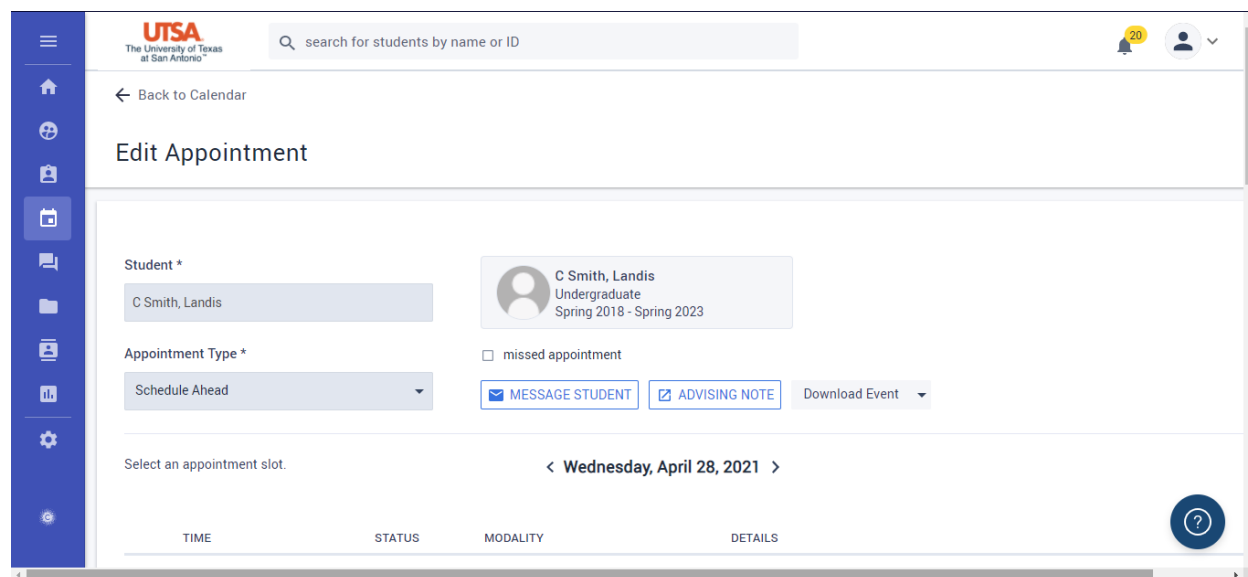 UTSA
The University of Texas
at San Antonio™
search for students by name or ID
20
Back to Calendar
Edit Appointment
Student *
C Smith, Landis
C Smith, Landis
Undergraduate
Spring 2018 - Spring 2023
Appointment Type *
missed appointment
Schedule Ahead
MESSAGE STUDENT
ADVISING NOTE
Download Event
Select an appointment slot.
< Wednesday, April 28, 2021 >
TIME STATUS MODALITY DETAILS